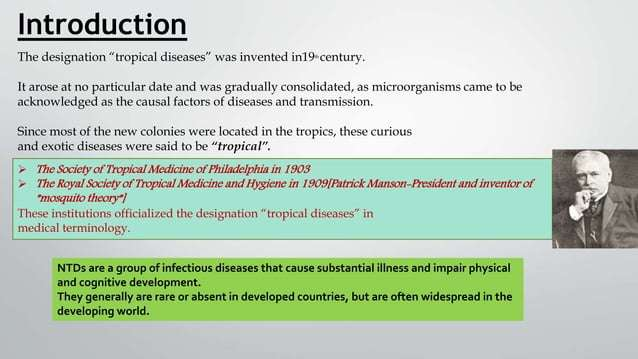 Introduction
The designation “tropical diseases” was invented in19th century.
It arose at no particular date and was gradually consolidated, as microorganisms came to be
acknowledged as the causal factors of diseases and transmission.
Since most of the new colonies were located in the tropics, these curious
and exotic diseases were said to be “tropical”.
➢ The Society of Tropical Medicine of Philadelphia in 1903
➢ The Royal Society of Tropical Medicine and Hygiene in 1909[Patrick Manson-President and inventor of
“mosquito theory”]
These institutions officialized the designation “tropical diseases” in
medical terminology.
NTDs are a group of infectious diseases that cause substantial illness and impair physical
and cognitive development.
They generally are rare or absent in developed countries, but are often widespread in the
developing world.